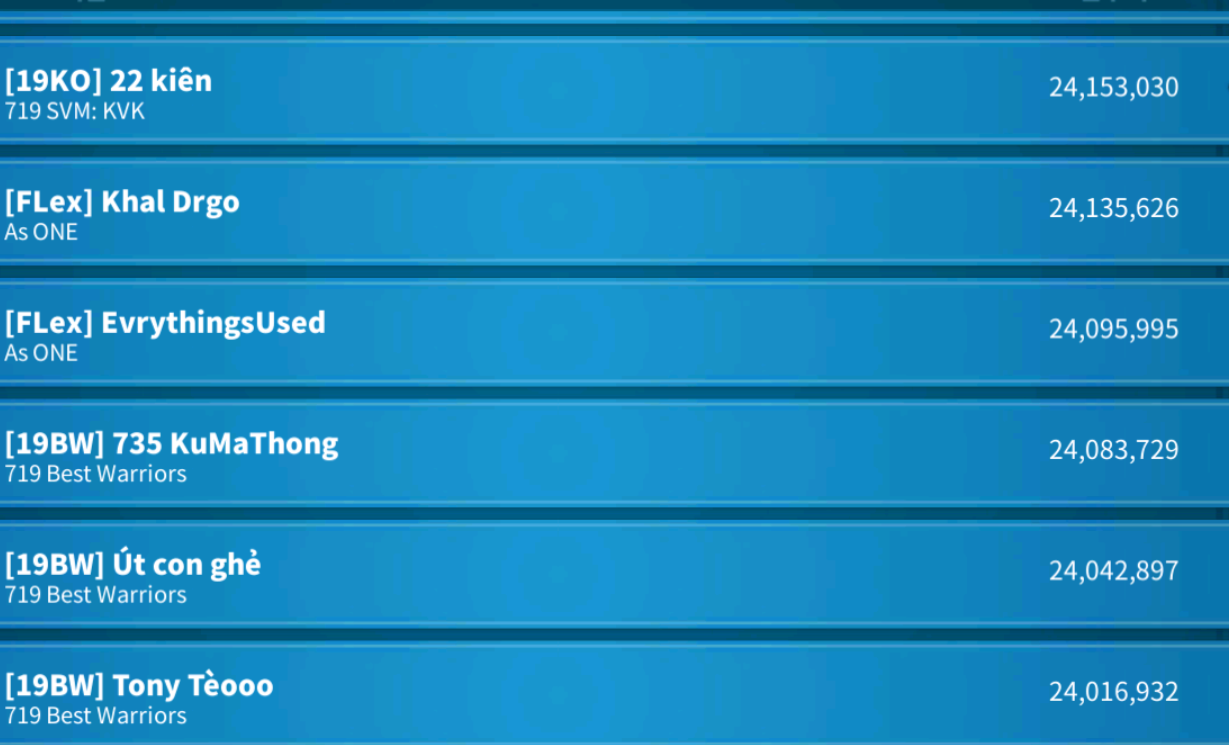 [19KO] 22 kiên
24,153,030
719 SVM: KVK
[FLex] Khal Drgo
24,135,626
As ONE
[FLex] EvrythingsUsed
24,095,995
As ONE
[19BW] 735 KuMaThong
24,083,729
719 Best Warriors
[19BW] Út con ghẻ
24,042,897
719 Best Warriors
[19BW] Tony Tèooo
24,016,932
719 Best Warriors